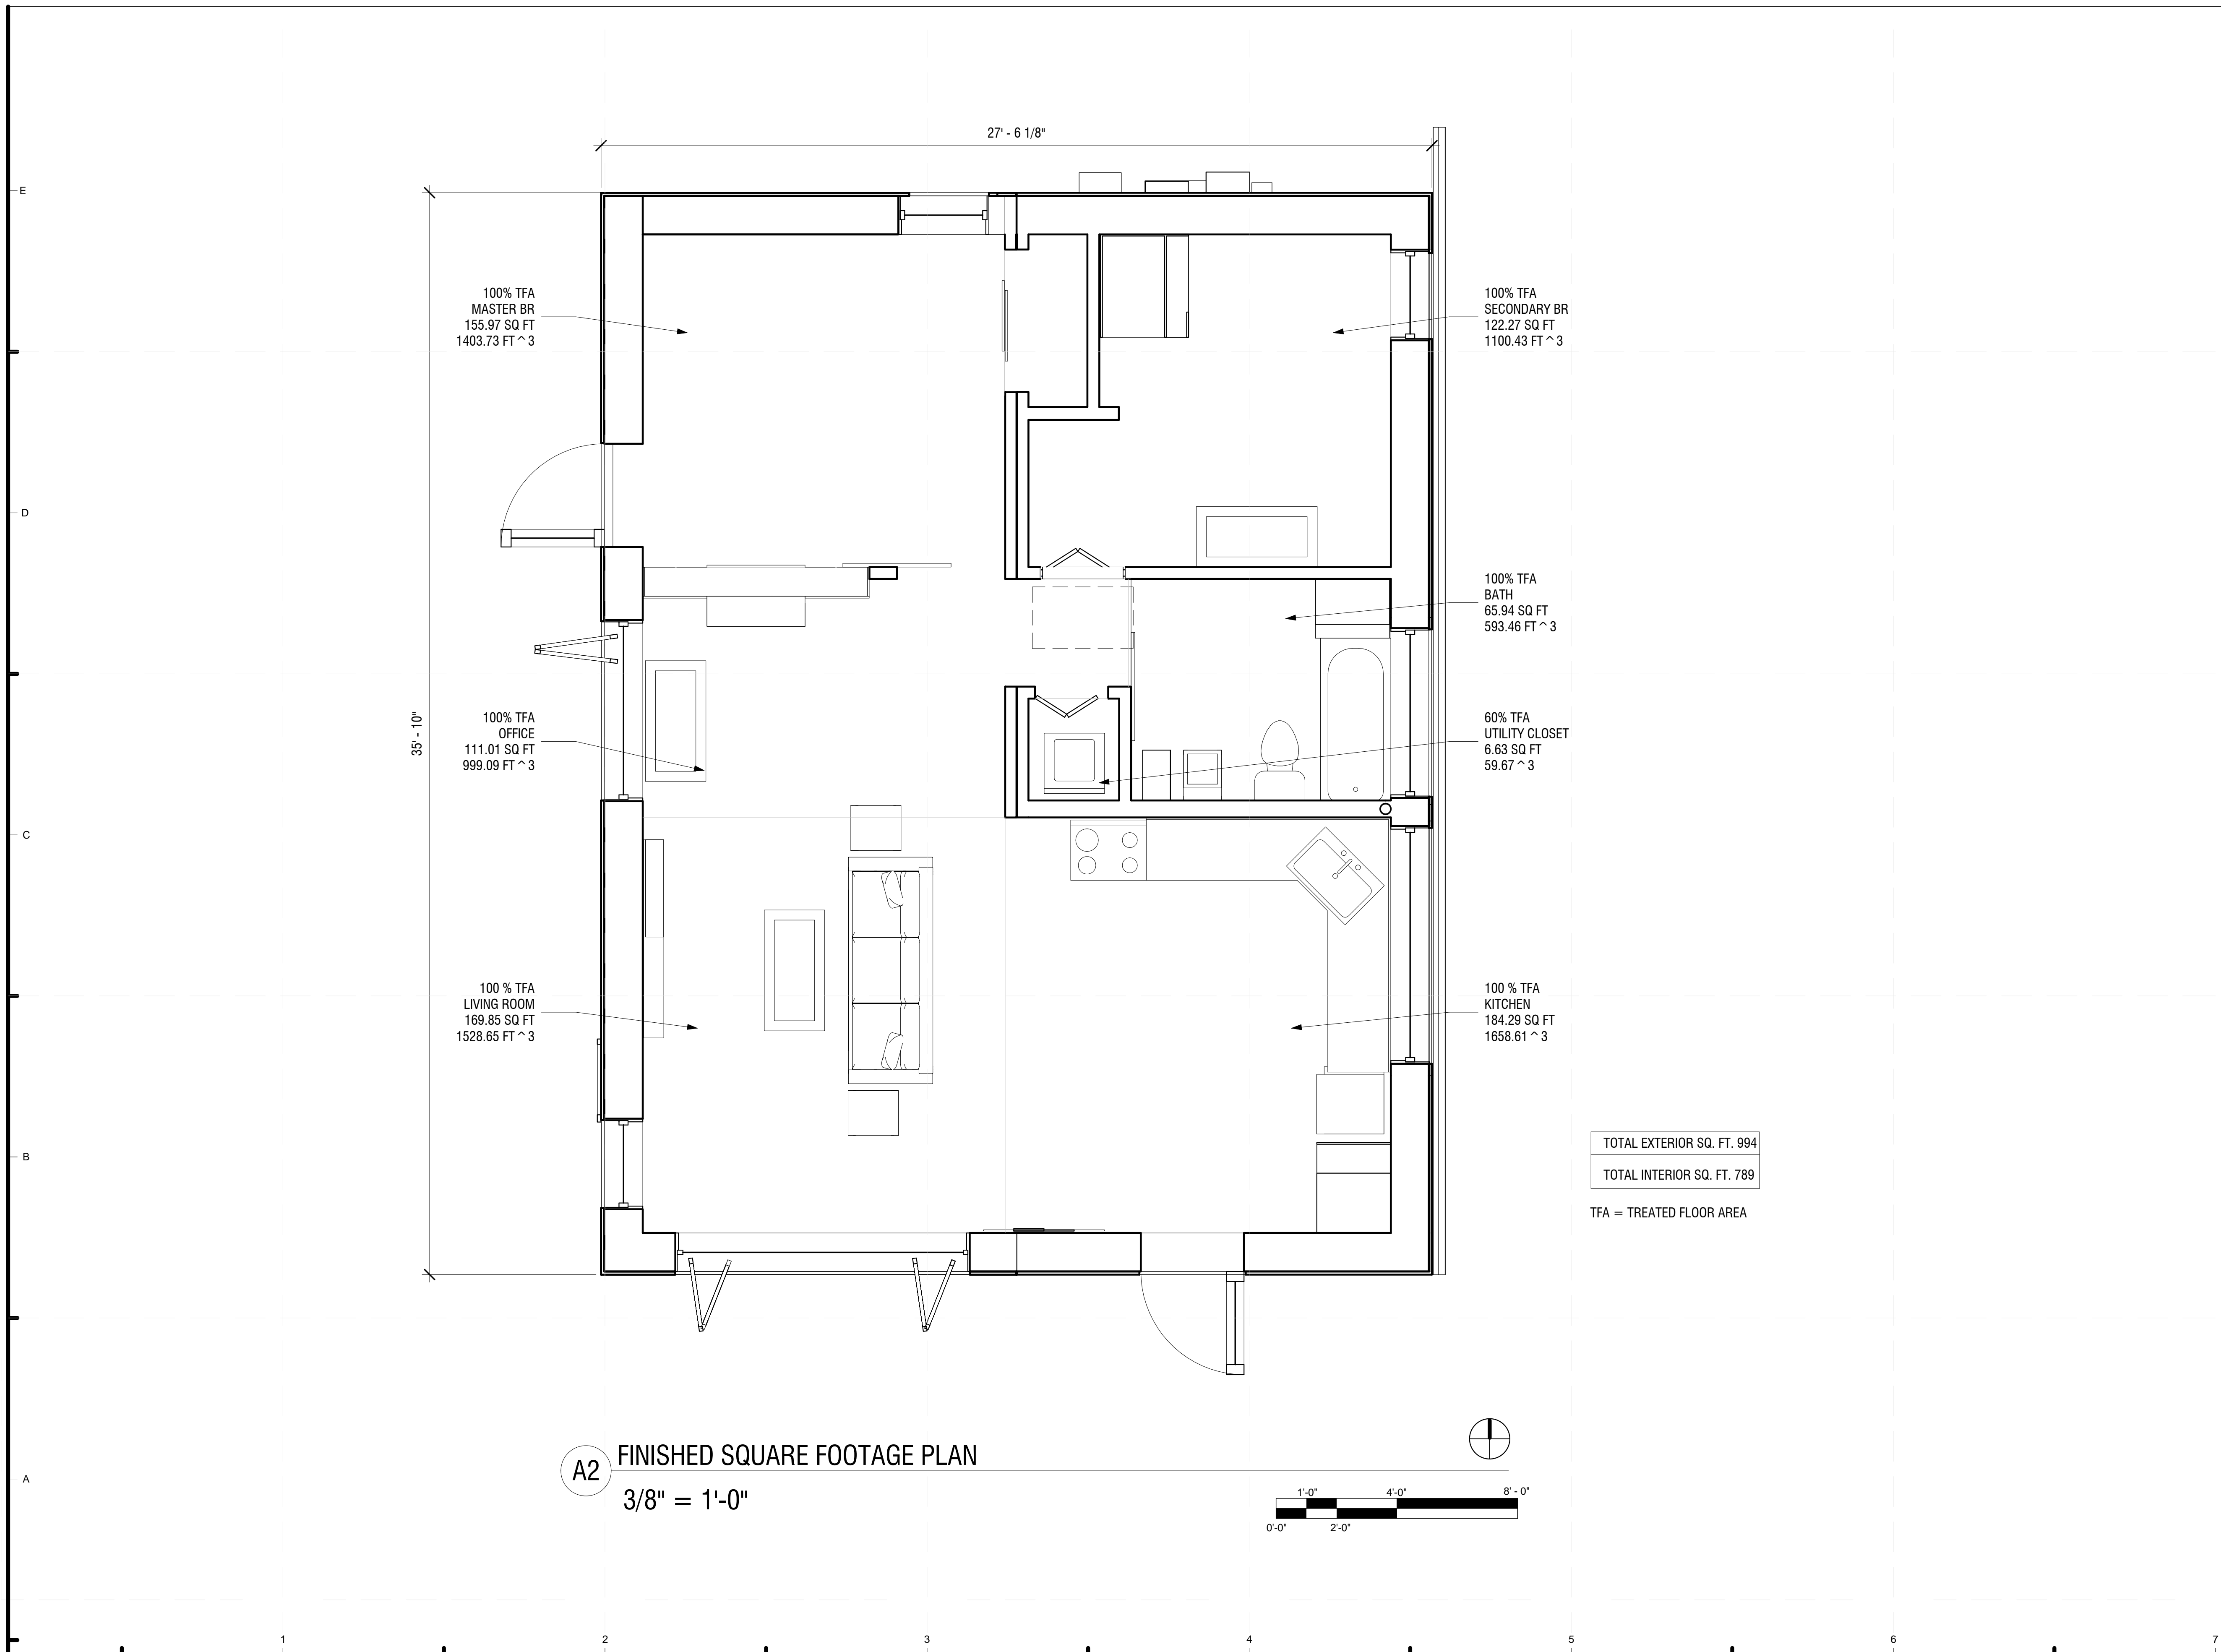 27' - 6 1/8"
E
100% TFA
MASTER BR
155.97 SQ FT
1403.73 FT^3
100% TFA
SECONDARY BR
122.27 SQ FT
1100.43 FT^3
D
100% TFA
BATH
65.94 SQ FT
593.46 FT^3
35' - 10"
100% TFA
OFFICE
111.01 SQ FT
999.09 FT^3
60% TFA
UTILITY CLOSET
6.63 SQ FT
59.67^3
C
100 % TFA
LIVING ROOM
169.85 SQ FT
1528.65 FT^3
100 % TFA
KITCHEN
184.29 SQ FT
1658.61^3
B
TOTAL EXTERIOR SQ. FT. 994
TOTAL INTERIOR SQ. FT. 789
TFA = TREATED FLOOR AREA
A
A2
FINISHED SQUARE FOOTAGE PLAN
3/8" = 1'-0"
1'-0"
4'-0"
8' - 0"
0'-0"
2'-0"
1
2
3
4
5
6
7